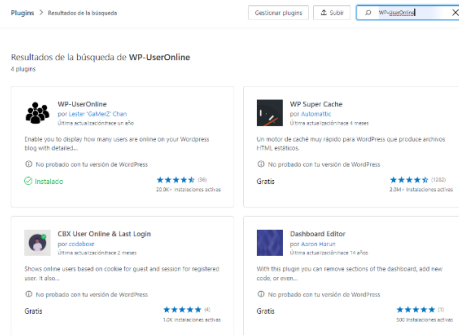 Plugins > Resultados de la búsqueda
Gestionar plugins
Subir
WP-UserOnline
Resultados de la búsqueda de WP-UserOnline
4 plugins
WP-UserOnline
por Lester 'GaMerZ' Chan
Última actualización:hace un año
Enable you to display how many users are online on your Wordpress
blog with detailed...
No probado con tu versión de WordPress
Instalado
20.0K+ instalaciones activas
WP Super Cache
por Automattic
Última actualización:hace 3 meses
Un motor de caché muy rápido para WordPress que produce archivos
HTML estáticos.
No probado con tu versión de WordPress
Gratis
(1282)
instalaciones activas
CBX User Online & Last Login
por codeboxr
Última actualización:hace 2 meses
Shows online users based on cookie for guest and session for registered
user. It also...
No probado con tu versión de WordPress
Gratis
(4)
instalaciones activas
Dashboard Editor
por Aaron Harun
Última actualización:hace 14 años
With this plugin you can remove sections of the dashboard, add new
code, or even...
No probado con tu versión de WordPress
Gratis
(1)
500 instalaciones activas